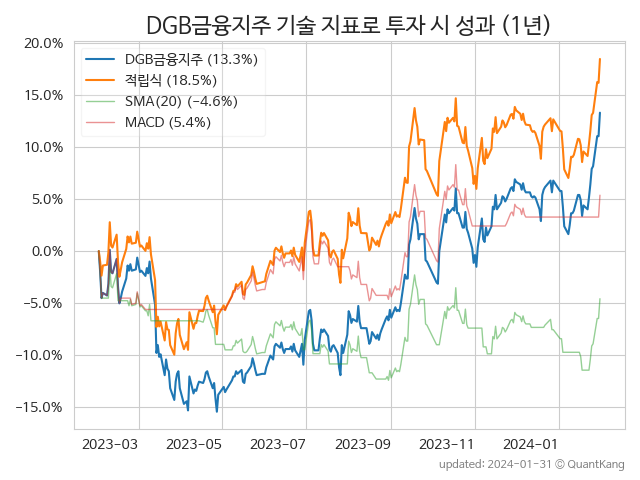 DGB금융지주 기술 지표로 투자 시 성과 (1년)
20.0%
15.0%
10.0%
5.0%
0.0%
−5.0%
−10.0%
−15.0%
DGB금융지주 (13.3%)
적립식 (18.5%)
SMA(20) (−4.6%)
MACD (5.4%)
2023-03 2023-05 2023-07 2023-09 2023-11 2024-01
updated: 2024-01-31 © QuantKang